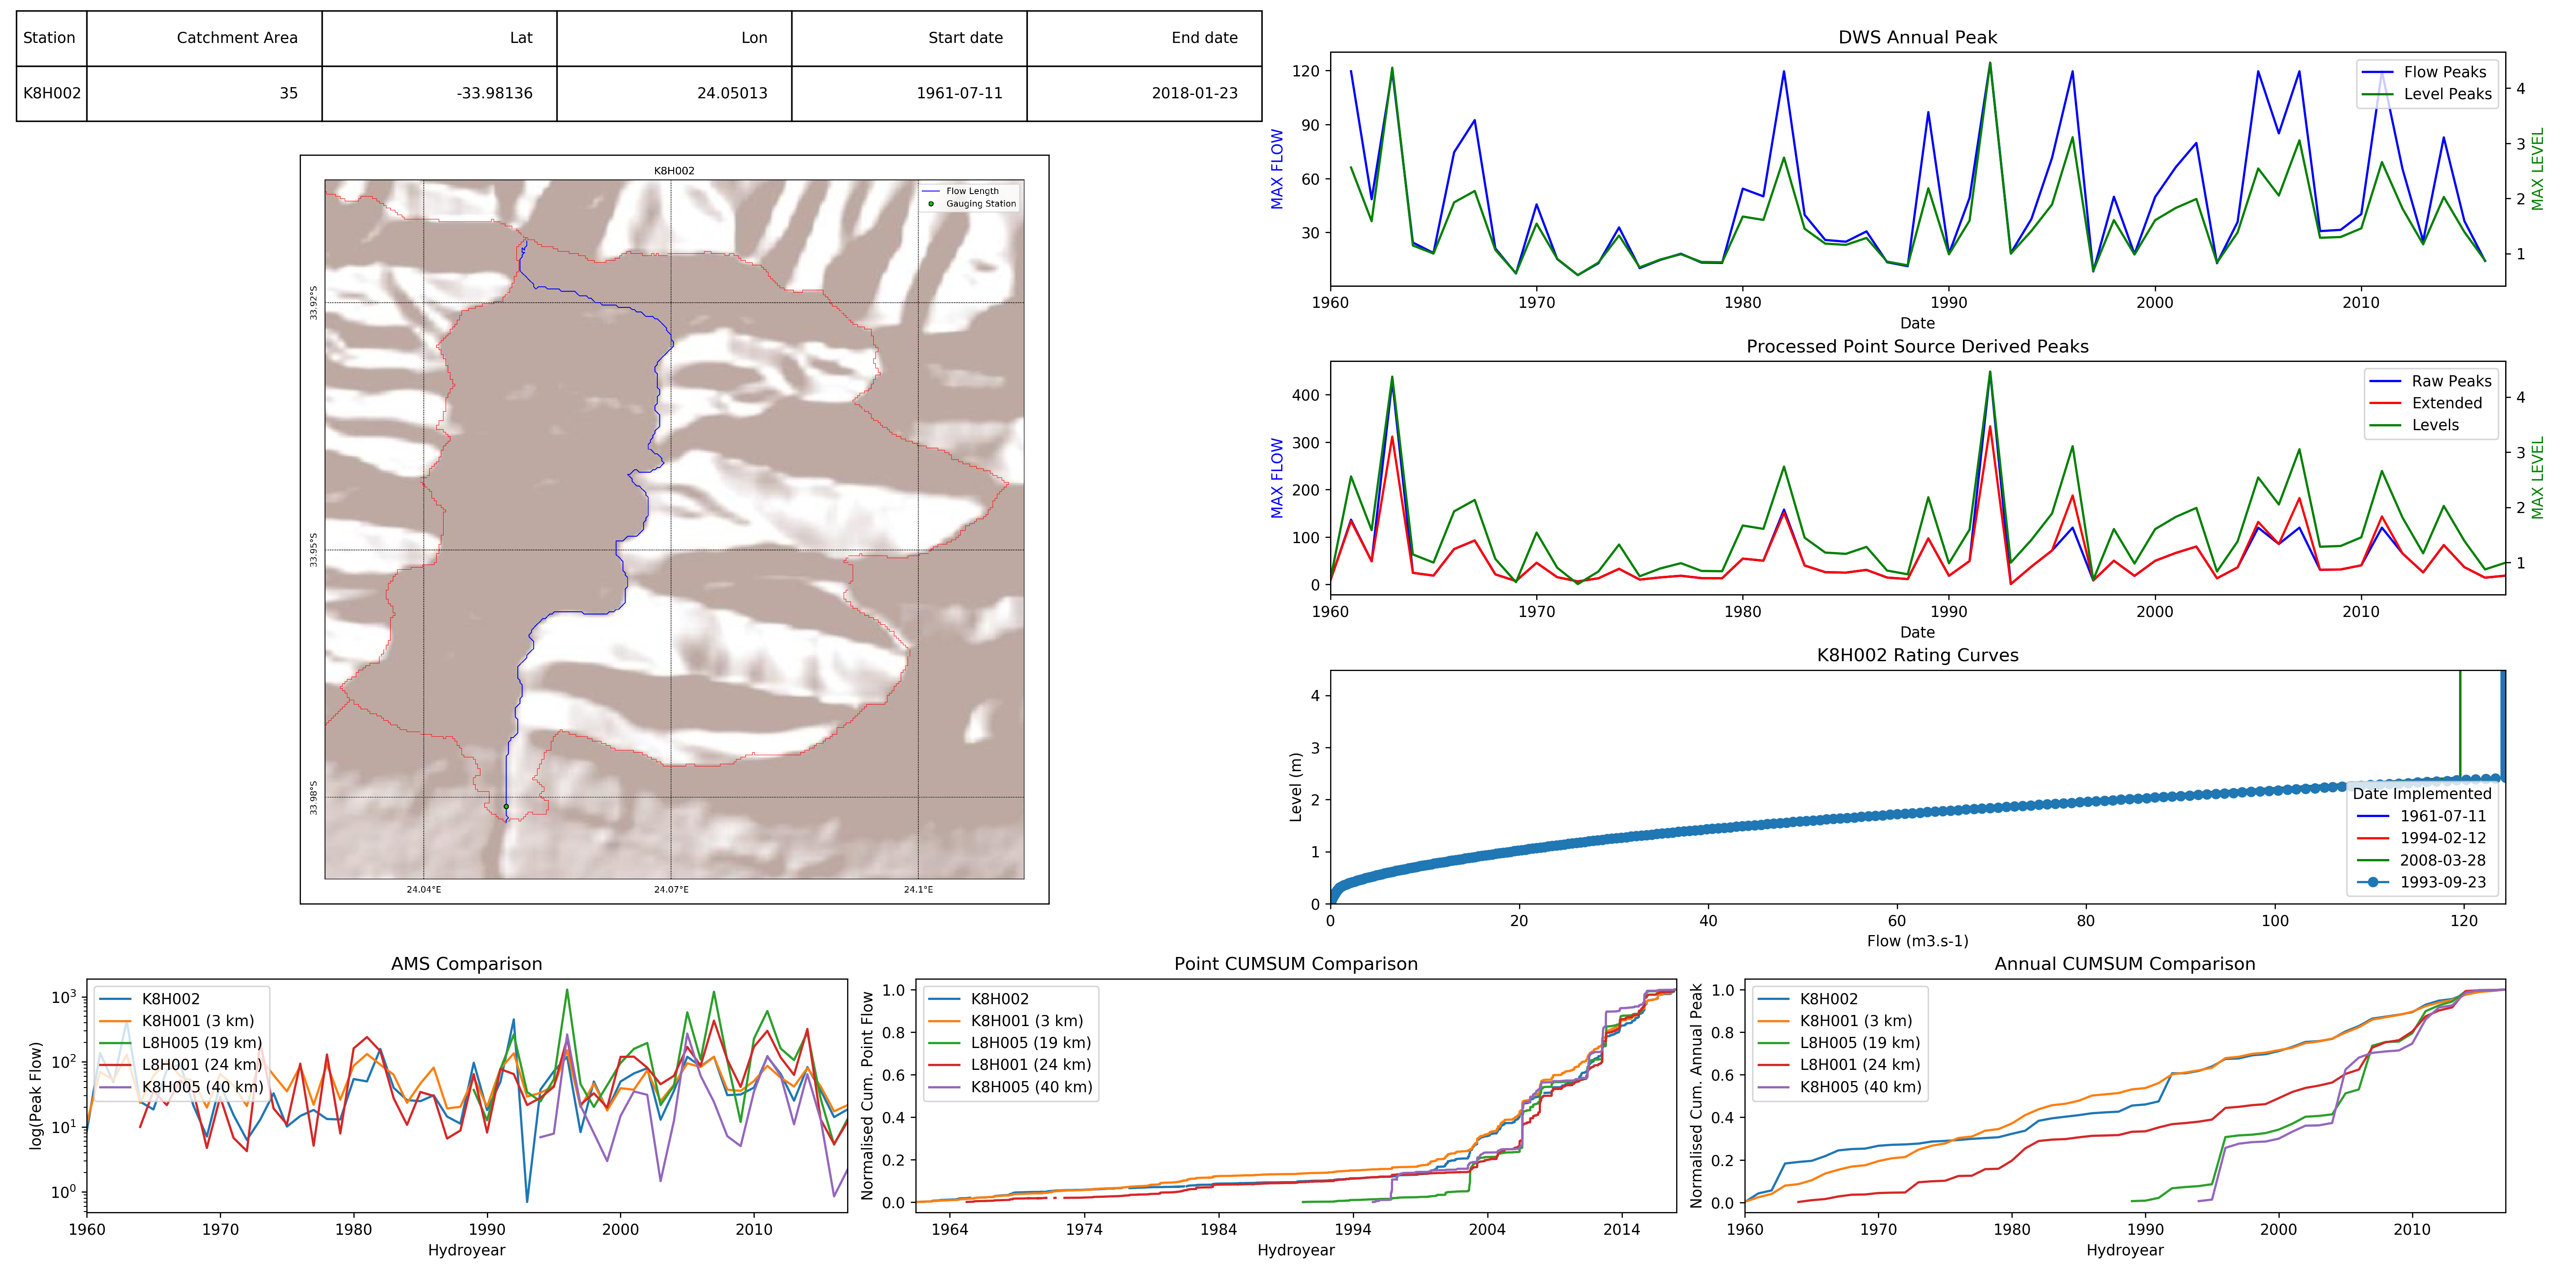 Station Catchment Area Lat Lon Start date End date
K8H002 35 -33.98136 24.05013 1961-07-11 2018-01-23
K8H002
Flow Length
Gauging Station
33.92°S
33.95°S
33.98°S
24.04°E 24.07°E 24.1°E
DWS Annual Peak
Flow Peaks
Level Peaks
MAX FLOW
MAX LEVEL
120
90
60
30
4
3
2
1
1960 1970 1980 1990 2000 2010
Date
Processed Point Source Derived Peaks
Raw Peaks
Extended
Levels
MAX FLOW
MAX LEVEL
400
300
200
100
0
4
3
2
1
1960 1970 1980 1990 2000 2010
Date
K8H002 Rating Curves
Level (m)
4
3
2
1
0
Date Implemented
1961-07-11
1994-02-12
2008-03-28
1993-09-23
0 20 40 60 80 100 120
Flow (m3.s-1)
AMS Comparison
K8H002
K8H001 (3 km)
L8H005 (19 km)
L8H001 (24 km)
K8H005 (40 km)
log(Peak Flow)
10³
10²
10¹
10⁰
1960 1970 1980 1990 2000 2010
Hydroyear
Point CUMSUM Comparison
K8H002
K8H001 (3 km)
L8H005 (19 km)
L8H001 (24 km)
K8H005 (40 km)
Normalised Cum. Point Flow
1.0
0.8
0.6
0.4
0.2
0.0
1964 1974 1984 1994 2004 2014
Hydroyear
Annual CUMSUM Comparison
K8H002
K8H001 (3 km)
L8H005 (19 km)
L8H001 (24 km)
K8H005 (40 km)
Normalised Cum. Annual Peak
1.0
0.8
0.6
0.4
0.2
0.0
1960 1970 1980 1990 2000 2010
Hydroyear